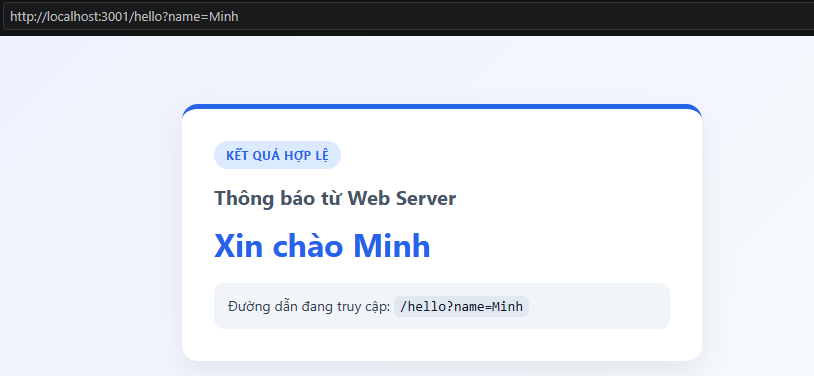 http://localhost:3001/hello?name=Minh
KẾT QUẢ HỢP LỆ
Thông báo từ Web Server
Xin chào Minh
Đường dẫn đang truy cập: /hello?name=Minh